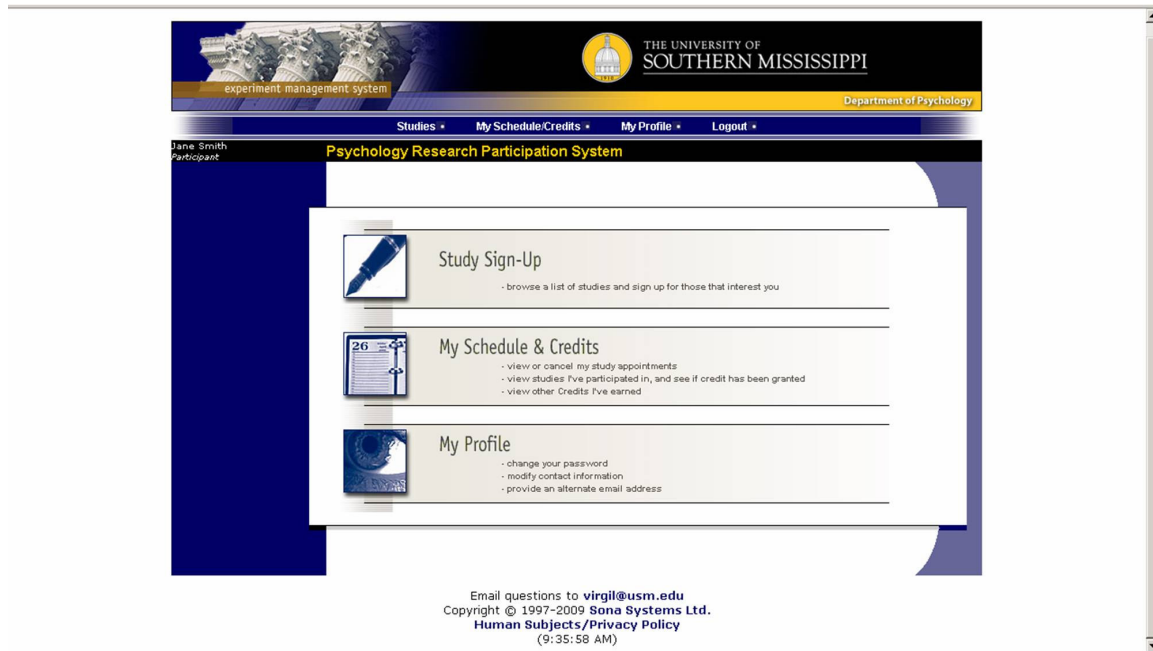 THE UNIVERSITY OF
SOUTHERN MISSISSIPPI
1910
experiment management system
Department of Psychology
Studies My Schedule/Credits My Profile Logout
Jane Smith
Participant
Psychology Research Participation System
Study Sign-Up
· browse a list of studies and sign up for those that interest you
26
My Schedule & Credits
· view or cancel my study appointments
· view studies I've participated in, and see if credit has been granted
· view other Credits I've earned
My Profile
· change your password
· modify contact information
· provide an alternate email address
Email questions to virgil@usm.edu
Copyright © 1997-2009 Sona Systems Ltd.
Human Subjects/Privacy Policy
(9:35:58 AM)